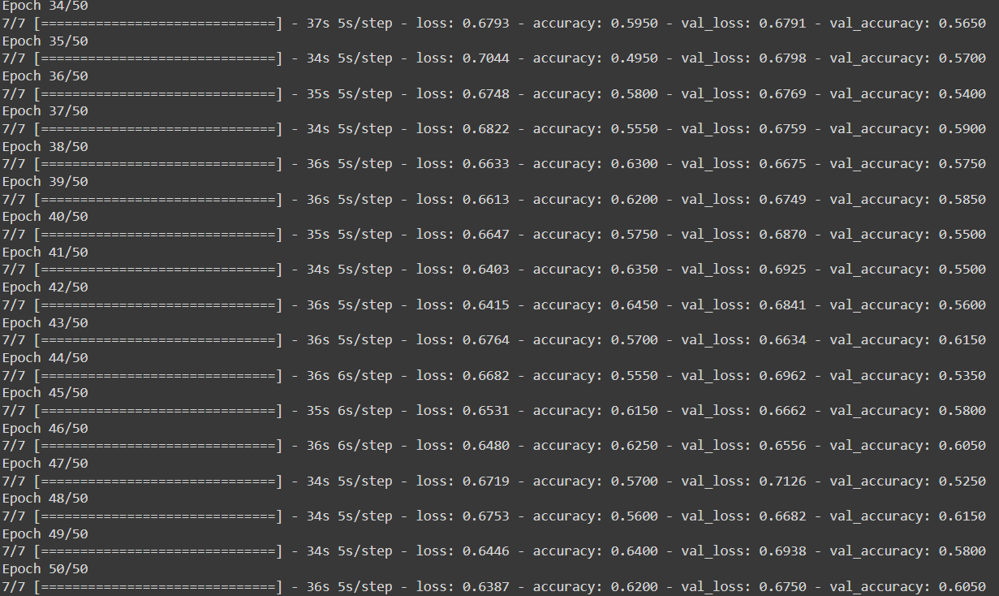 Epoch 34/50
7/7 [==============================] - 37s 5s/step - loss: 0.6793 - accuracy: 0.5950 - val_loss: 0.6791 - val_accuracy: 0.5650
Epoch 35/50
7/7 [==============================] - 34s 5s/step - loss: 0.7044 - accuracy: 0.4950 - val_loss: 0.6798 - val_accuracy: 0.5700
Epoch 36/50
7/7 [==============================] - 35s 5s/step - loss: 0.6748 - accuracy: 0.5800 - val_loss: 0.6769 - val_accuracy: 0.5400
Epoch 37/50
7/7 [==============================] - 34s 5s/step - loss: 0.6822 - accuracy: 0.5550 - val_loss: 0.6759 - val_accuracy: 0.5900
Epoch 38/50
7/7 [==============================] - 36s 5s/step - loss: 0.6633 - accuracy: 0.6300 - val_loss: 0.6675 - val_accuracy: 0.5750
Epoch 39/50
7/7 [==============================] - 36s 5s/step - loss: 0.6613 - accuracy: 0.6200 - val_loss: 0.6749 - val_accuracy: 0.5850
Epoch 40/50
7/7 [==============================] - 35s 5s/step - loss: 0.6647 - accuracy: 0.5750 - val_loss: 0.6870 - val_accuracy: 0.5500
Epoch 41/50
7/7 [==============================] - 34s 5s/step - loss: 0.6403 - accuracy: 0.6350 - val_loss: 0.6925 - val_accuracy: 0.5500
Epoch 42/50
7/7 [==============================] - 36s 5s/step - loss: 0.6415 - accuracy: 0.6450 - val_loss: 0.6841 - val_accuracy: 0.5600
Epoch 43/50
7/7 [==============================] - 36s 5s/step - loss: 0.6764 - accuracy: 0.5700 - val_loss: 0.6634 - val_accuracy: 0.6150
Epoch 44/50
7/7 [==============================] - 36s 6s/step - loss: 0.6682 - accuracy: 0.5550 - val_loss: 0.6962 - val_accuracy: 0.5350
Epoch 45/50
7/7 [==============================] - 35s 6s/step - loss: 0.6531 - accuracy: 0.6150 - val_loss: 0.6662 - val_accuracy: 0.5800
Epoch 46/50
7/7 [==============================] - 36s 6s/step - loss: 0.6480 - accuracy: 0.6250 - val_loss: 0.6556 - val_accuracy: 0.6050
Epoch 47/50
7/7 [==============================] - 34s 5s/step - loss: 0.6719 - accuracy: 0.5700 - val_loss: 0.7126 - val_accuracy: 0.5250
Epoch 48/50
7/7 [==============================] - 34s 5s/step - loss: 0.6753 - accuracy: 0.5600 - val_loss: 0.6682 - val_accuracy: 0.6150
Epoch 49/50
7/7 [==============================] - 34s 5s/step - loss: 0.6446 - accuracy: 0.6400 - val_loss: 0.6938 - val_accuracy: 0.5800
Epoch 50/50
7/7 [==============================] - 36s 5s/step - loss: 0.6387 - accuracy: 0.6200 - val_loss: 0.6750 - val_accuracy: 0.6050